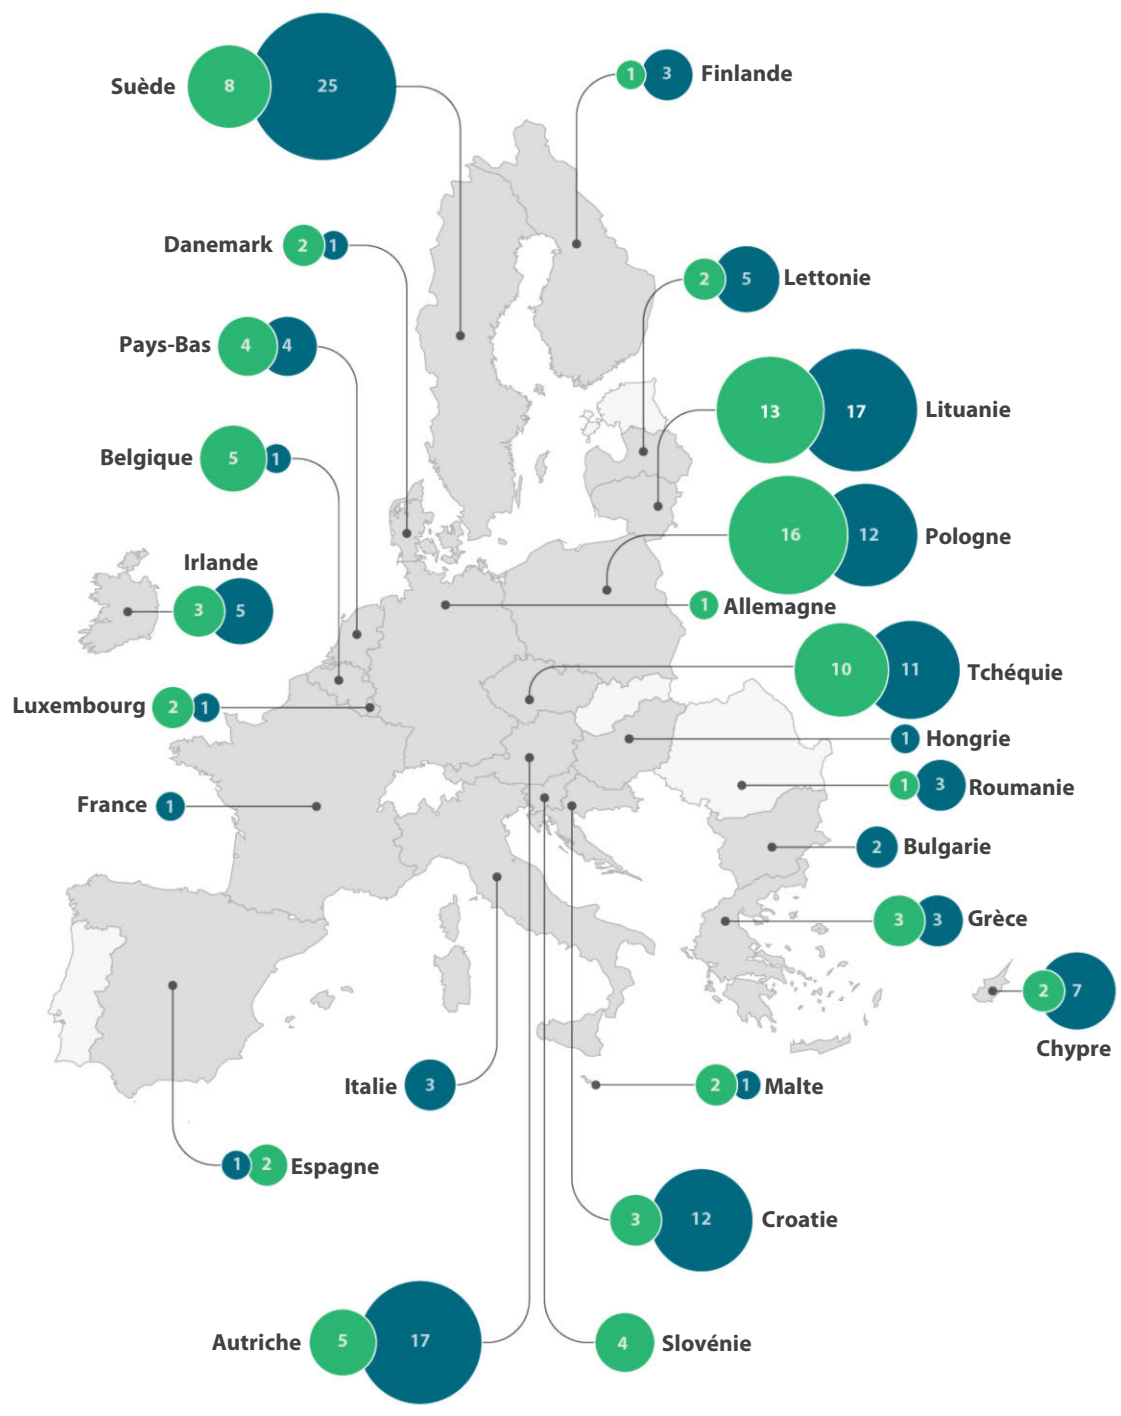 Suède 8 25
1 3 Finlande
Danemark 2 1
2 5 Lettonie
Pays-Bas 4 4
13 17 Lituanie
Belgique 5 1
16 12 Pologne
Irlande
3 5
1 Allemagne
10 11 Tchéquie
Luxembourg 2 1
1 Hongrie
1 3 Roumanie
France 1
2 Bulgarie
3 3 Grèce
2 7
Chypre
Italie 3
2 1 Malte
1 2 Espagne
3 12 Croatie
Autriche 5 17
4 Slovénie